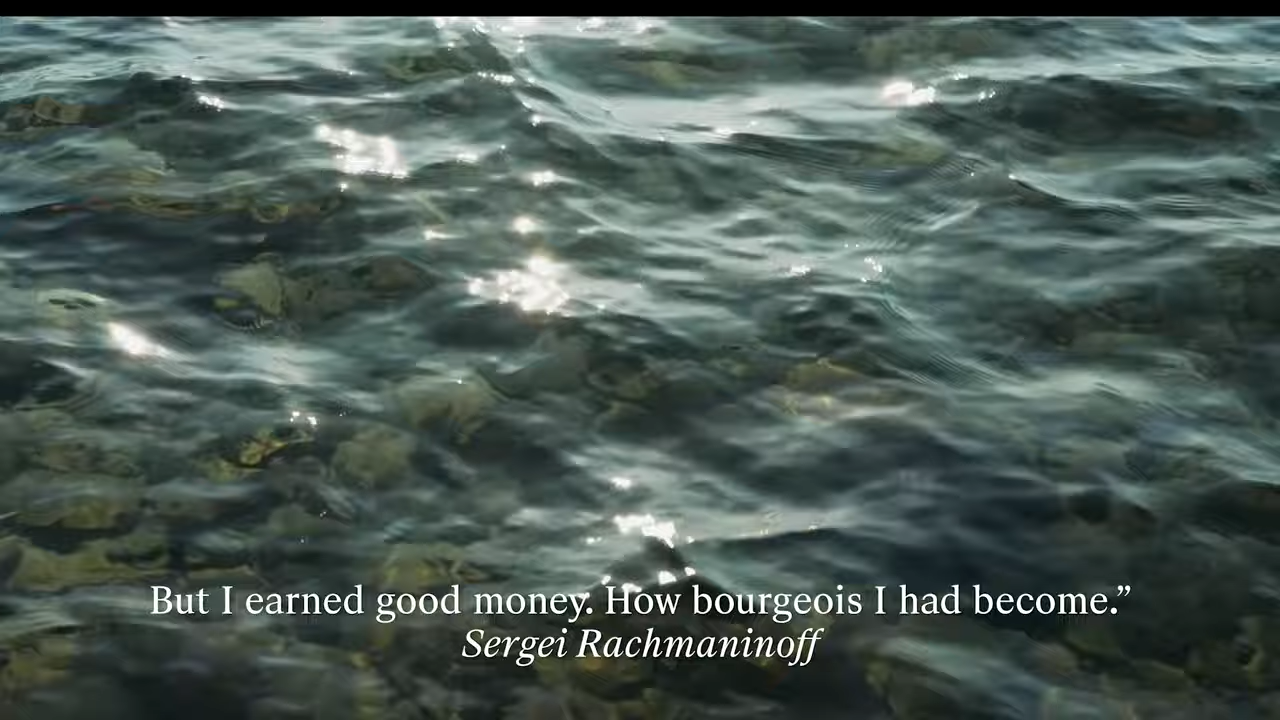 But I earned good money. How bourgeois I had become.”
Sergei Rachmaninoff